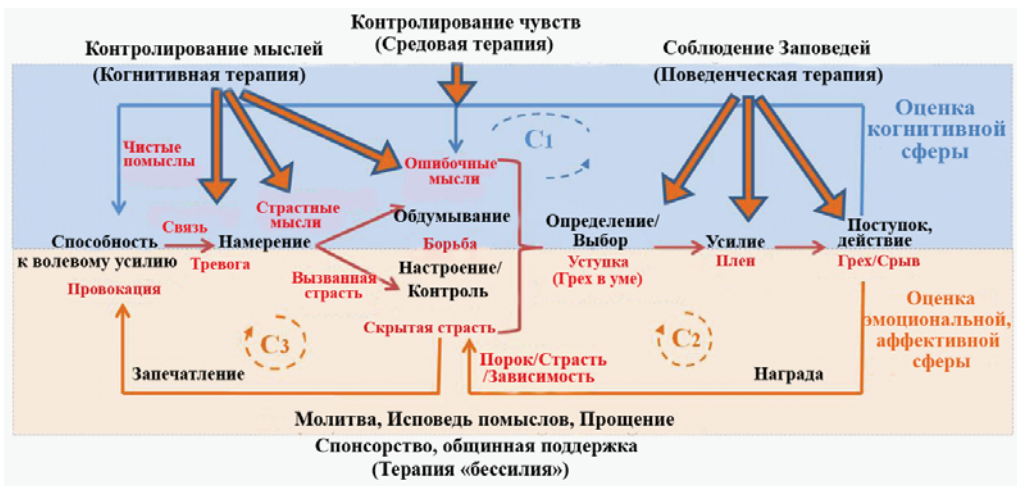 Контролирование чувств
(Средовая терапия)
Контролирование мыслей
(Когнитивная терапия)
Соблюдение Заповедей
(Поведенческая терапия)
Оценка
когнитивной
сферы
C1
Чистые
помыслы
Ошибочные
мысли
Страстные
мысли
Связь
Обдумывание
Определение/
Выбор
Поступок,
действие
Способность
к волевому усилию
Намерение
Усилие
Тревога
Борьба
Уступка
(Грех в уме)
Плен
Грех/Срыв
Провокация
Вызванная
страсть
Настроение/
Контроль
Скрытая страсть
Оценка
эмоциональной,
аффективной
сферы
C3
C2
Порок/Страсть
/Зависимость
Запечатление
Награда
Молитва, Исповедь помыслов, Прощение
Спонсорство, общинная поддержка
(Терапия «бессилия»)